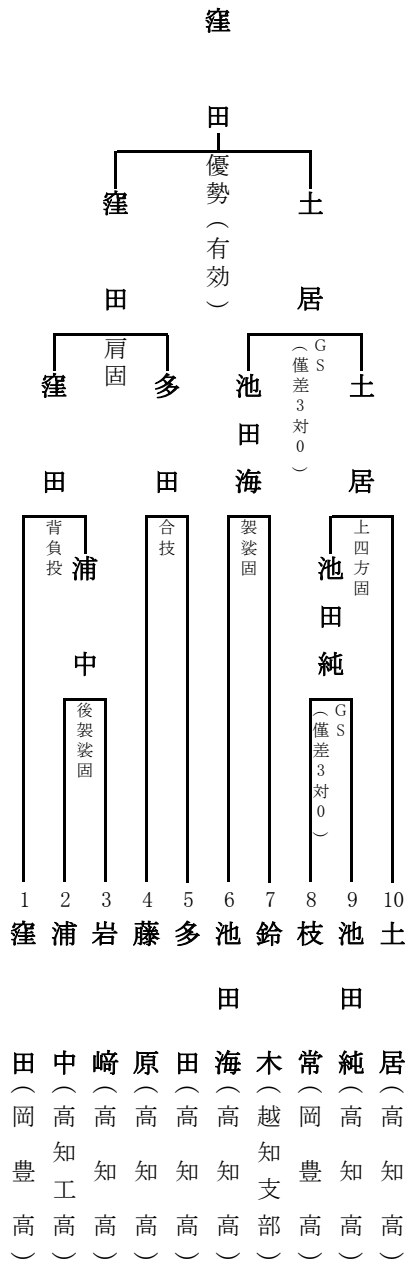 窪田
優勢（有効）
窪田
土居
肩固
GS
（僅差3対0）
窪田
多田
池田海
土居
背負投
合技
袈裟固
上四方固
浦中
池田純
後袈裟固
GS
（僅差3対0）
1 2 3 4 5 6 7 8 9 10
窪田（岡豊高）
浦中（高知工高）
岩﨑（高知高）
藤原（高知高）
多田（高知高）
池田海（高知高）
鈴木（越知支部）
枝常（岡豊高）
池田純（高知高）
土居（高知高）